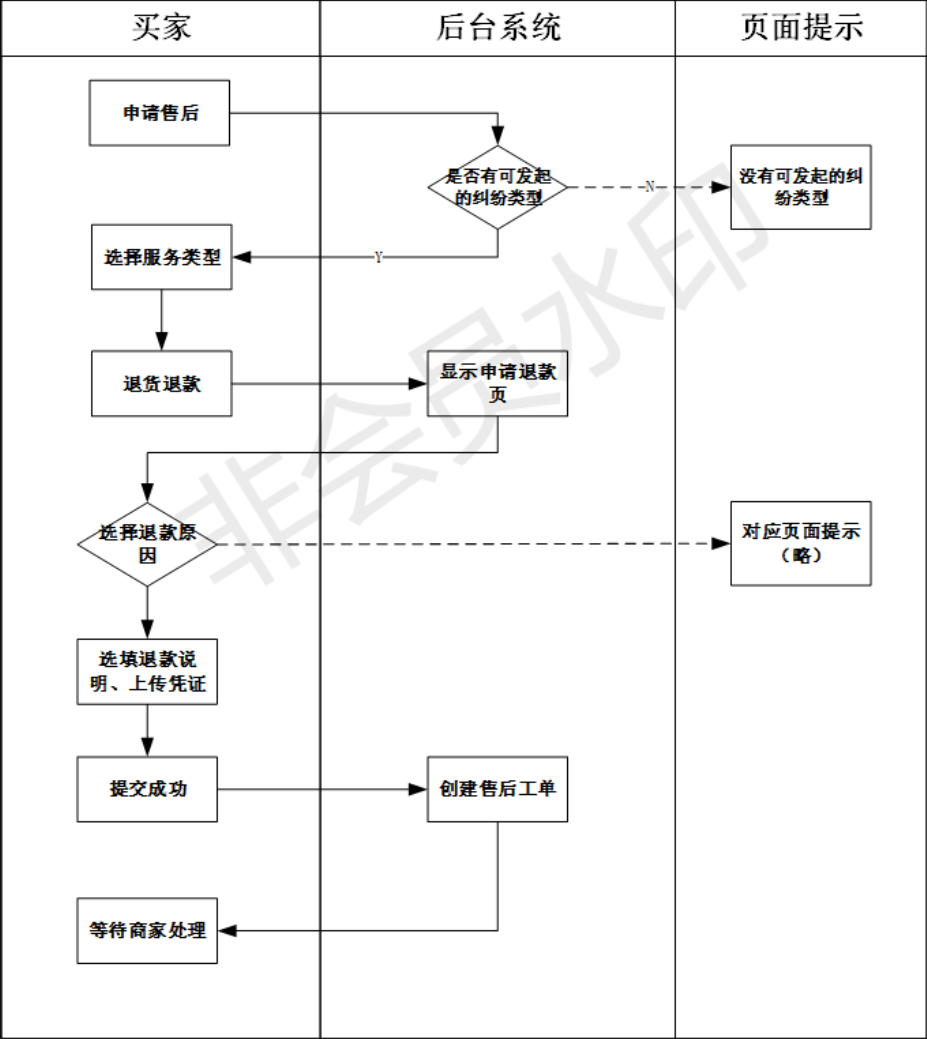 买家
后台系统
页面提示
申请售后
是否有可发起
的纠纷类型
N
没有可发起的纠
纷类型
选择服务类型
Y
退货退款
显示申请退款
页
选择退款原
因
对应页面提示
（略）
选填退款说
明、上传凭证
提交成功
创建售后工单
等待商家处理
非会员水印